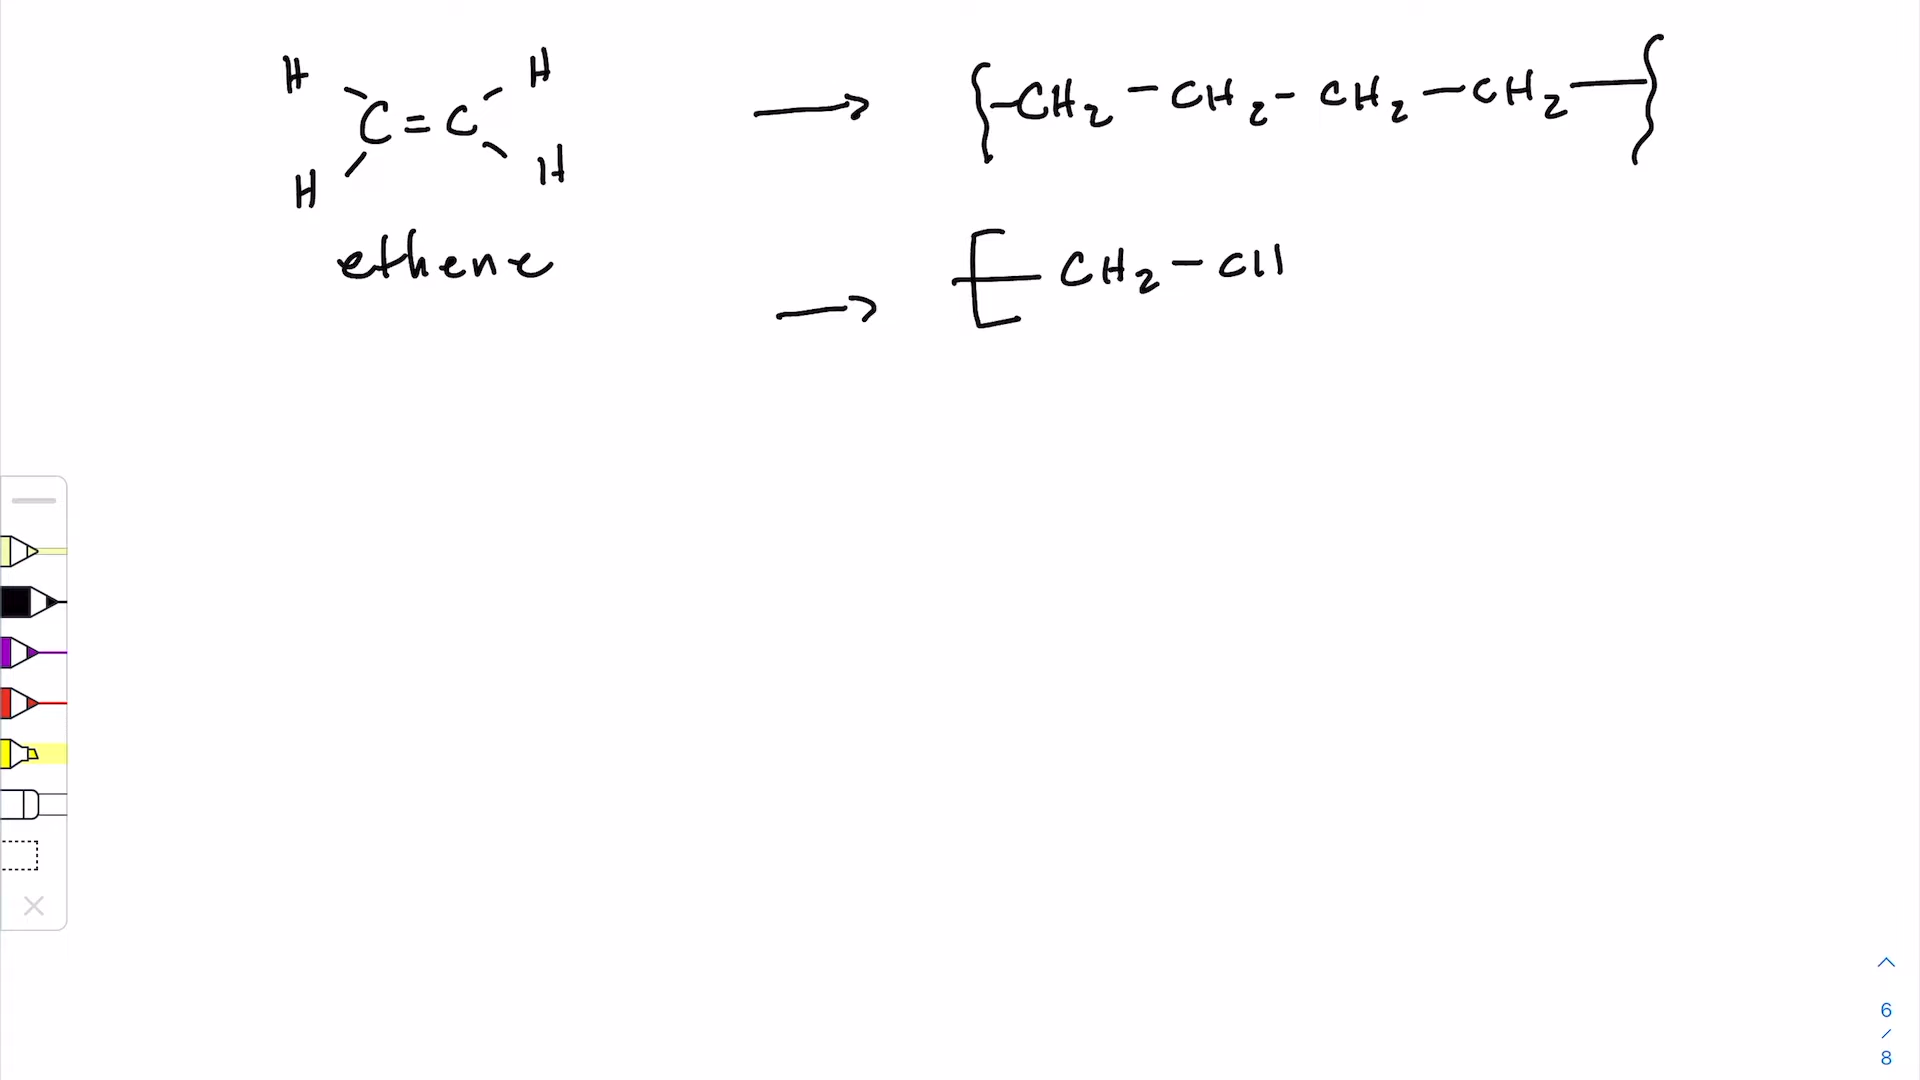 H H
C=C
H H
→ {-CH₂-CH₂-CH₂-CH₂-}
ethene
→ [-CH₂-CH
6
/
8